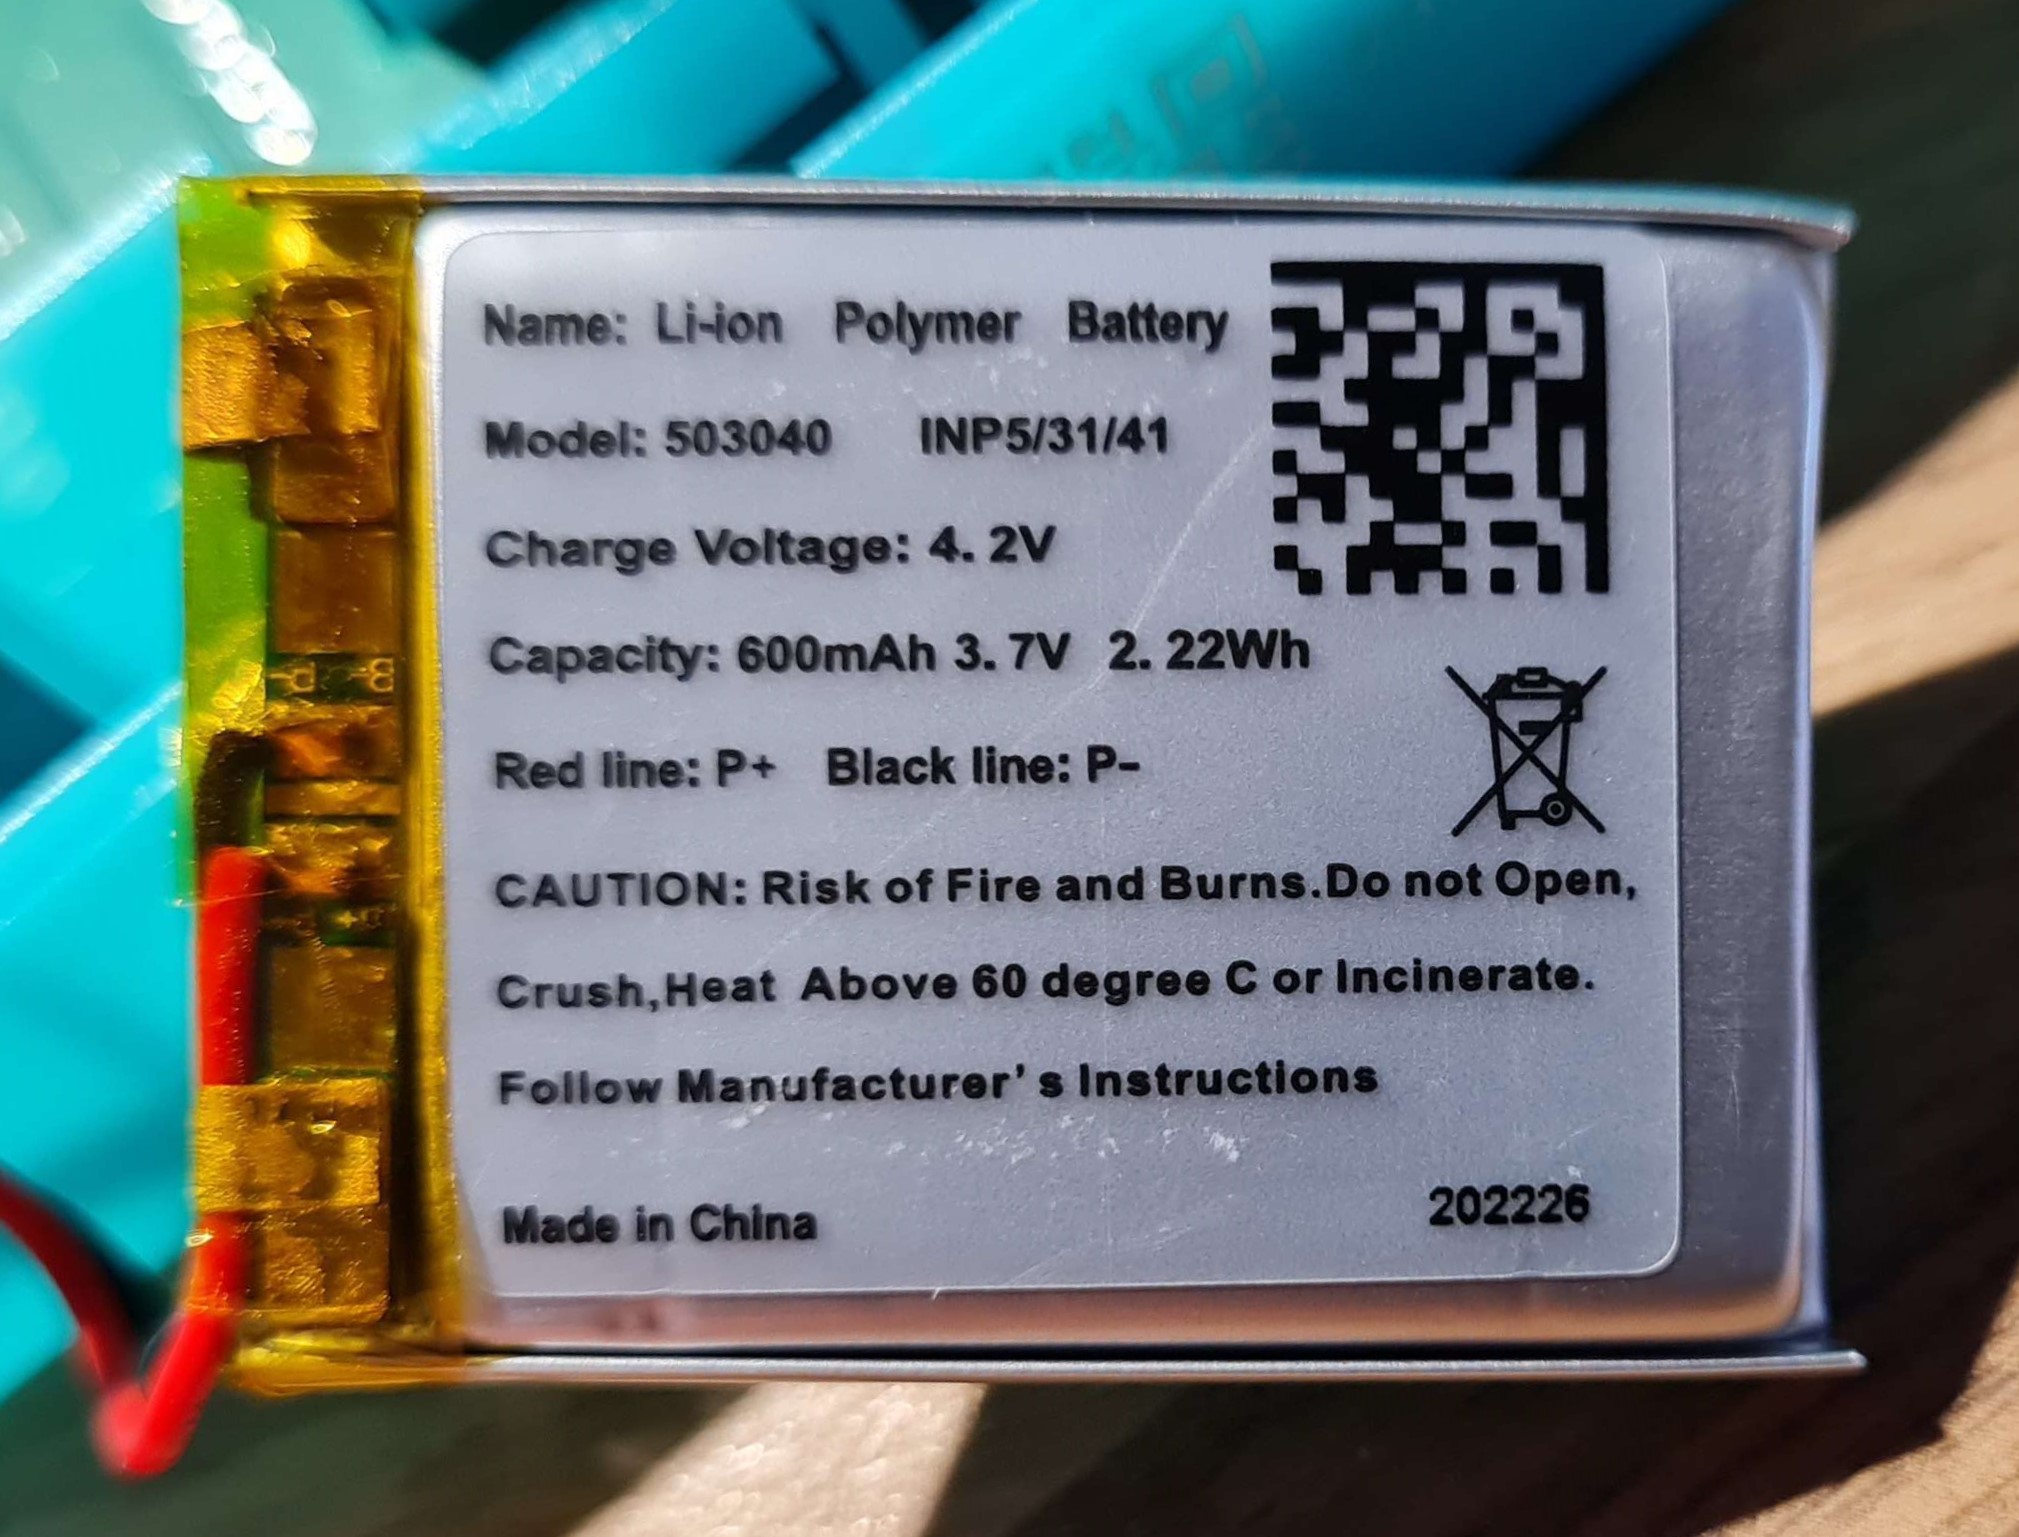 Name: Li-ion Polymer Battery
Model: 503040 INP5/31/41
Charge Voltage: 4. 2V
Capacity: 600mAh 3. 7V 2. 22Wh
Red line: P+ Black line: P-
CAUTION: Risk of Fire and Burns.Do not Open,
Crush,Heat Above 60 degree C or Incinerate.
Follow Manufacturer's Instructions
Made in China
202226
B-